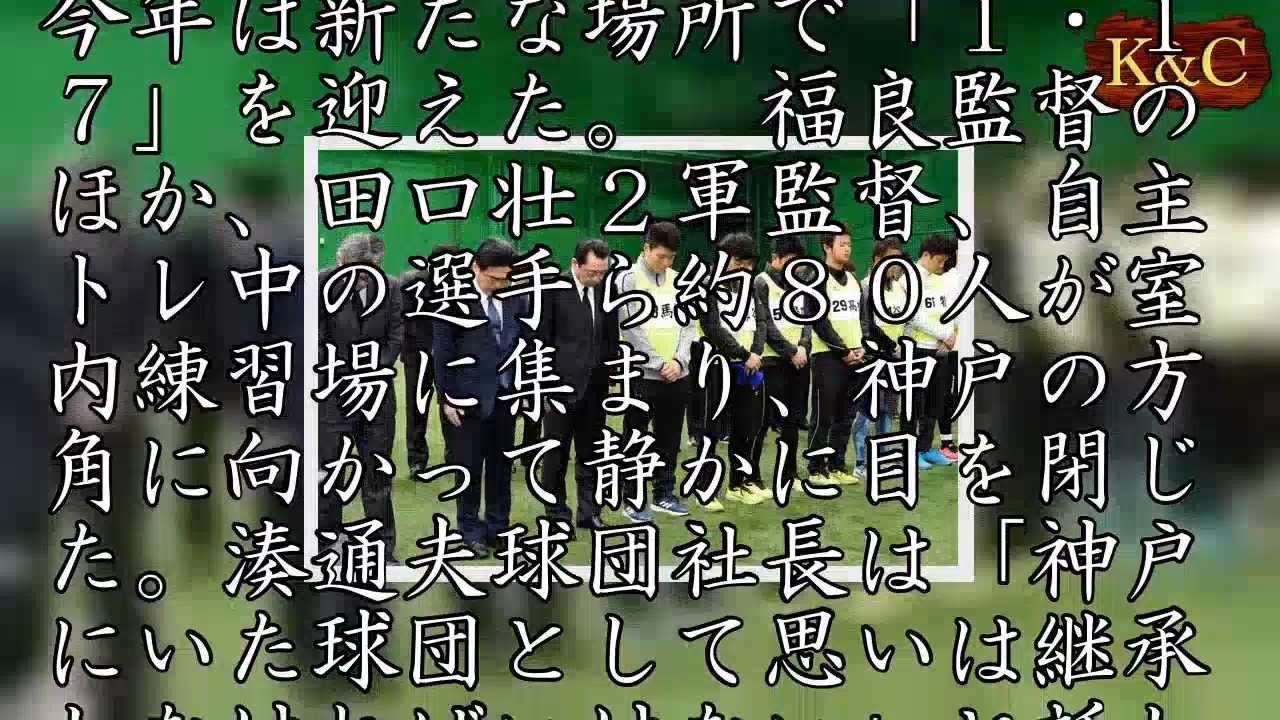 今年は新たな場所で「１・１
７」を迎えた。　福良監督の
ほか、田口壮２軍監督、自主
トレ中の選手ら約８０人が室
内練習場に集まり、神戸の方
角に向かって静かに目を閉じ
た。湊通夫球団社長は「神戸
にいた球団として思いは継承
K&C
29